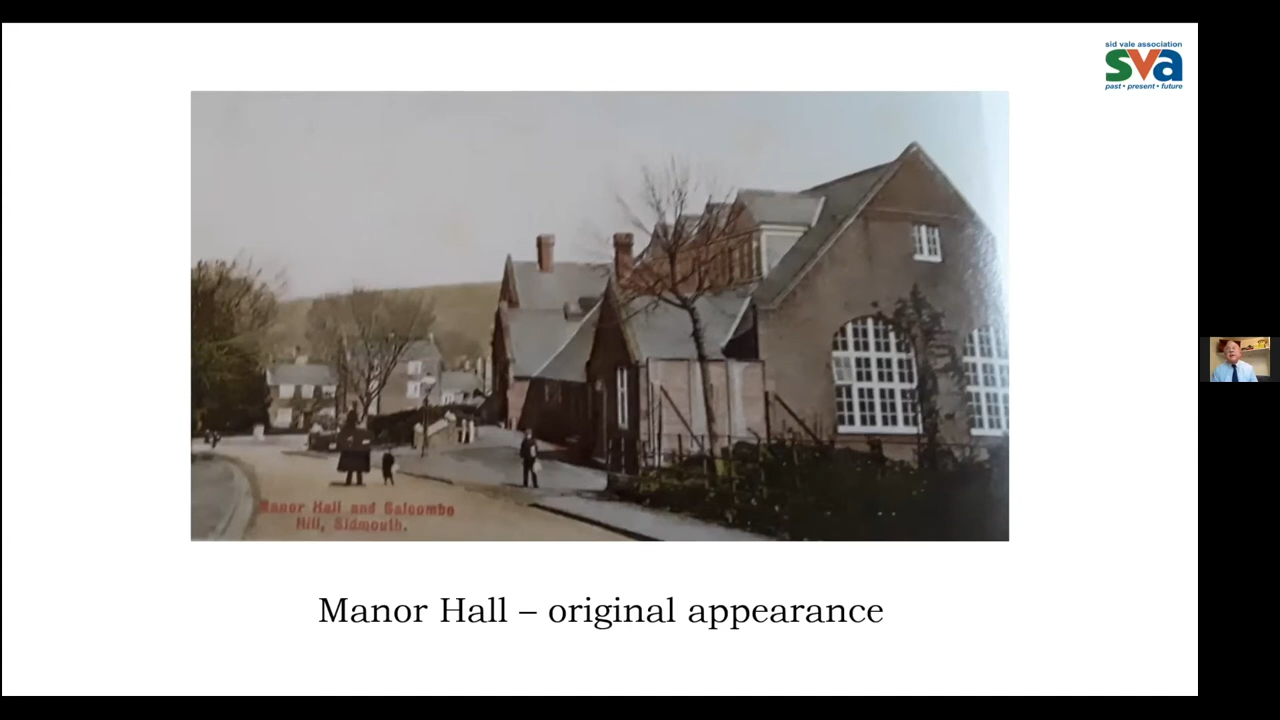 sid vale association
sva
past • present • future
Manor Hall and Salcombe
Hill, Sidmouth.
Manor Hall – original appearance